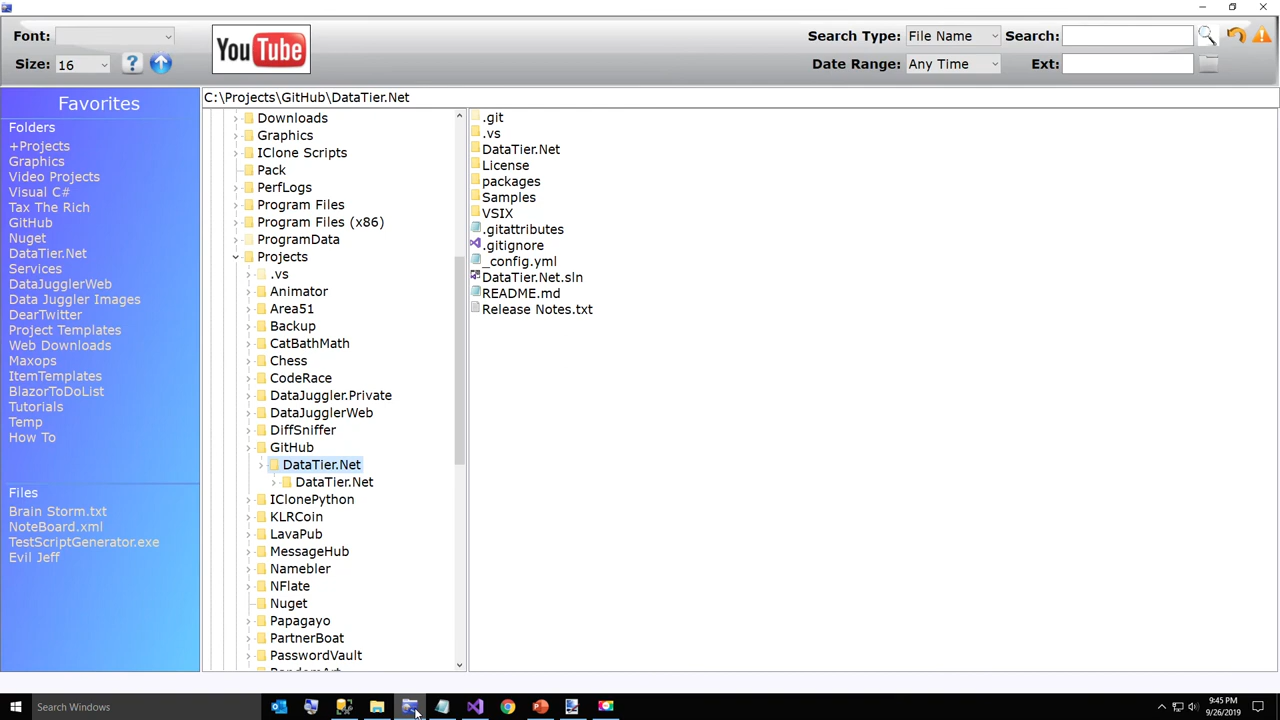 Font:
Size: 16
?
YouTube
Search Type: File Name
Search:
Date Range: Any Time
Ext:
Favorites
Folders
+Projects
Graphics
Video Projects
Visual C#
Tax The Rich
GitHub
Nuget
DataTier.Net
Services
DataJugglerWeb
Data Juggler Images
DearTwitter
Project Templates
Web Downloads
Maxops
ItemTemplates
BlazorToDoList
Tutorials
Temp
How To
Files
Brain Storm.txt
NoteBoard.xml
TestScriptGenerator.exe
Evil Jeff
C:\Projects\GitHub\DataTier.Net
Downloads
Graphics
IClone Scripts
Pack
PerfLogs
Program Files
Program Files (x86)
ProgramData
Projects
.vs
Animator
Area51
Backup
CatBathMath
Chess
CodeRace
DataJuggler.Private
DataJugglerWeb
DiffSniffer
GitHub
DataTier.Net
DataTier.Net
IClonePython
KLRCoin
LavaPub
MessageHub
Namebler
NFlate
Nuget
Papagayo
PartnerBoat
PasswordVault
RandomArt
.git
.vs
DataTier.Net
License
packages
Samples
VSIX
.gitattributes
.gitignore
_config.yml
DataTier.Net.sln
README.md
Release Notes.txt
Search Windows
9:45 PM
9/26/2019